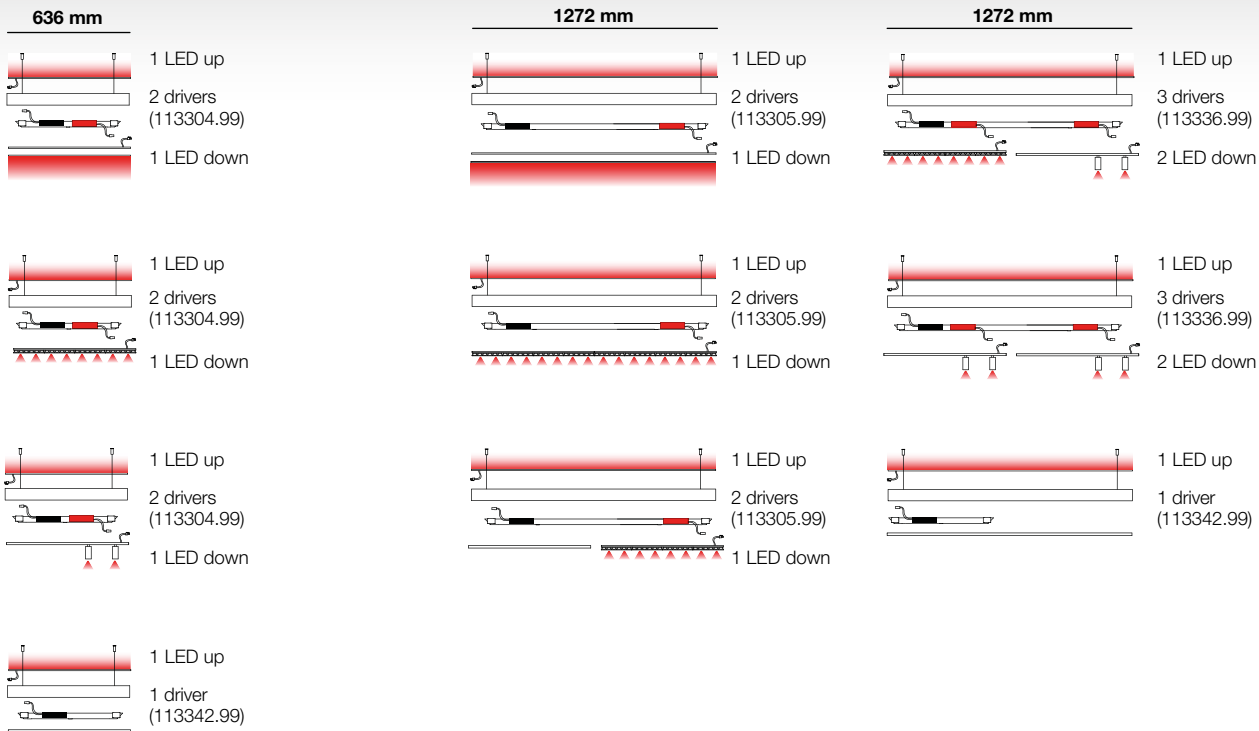 636 mm
1 LED up
2 drivers
(113304.99)
1 LED down
1 LED up
2 drivers
(113304.99)
1 LED down
1 LED up
2 drivers
(113304.99)
1 LED down
1 LED up
1 driver
(113342.99)
1272 mm
1 LED up
2 drivers
(113305.99)
1 LED down
1 LED up
2 drivers
(113305.99)
1 LED down
1 LED up
2 drivers
(113305.99)
1 LED down
1272 mm
1 LED up
3 drivers
(113336.99)
2 LED down
1 LED up
3 drivers
(113336.99)
2 LED down
1 LED up
1 driver
(113342.99)